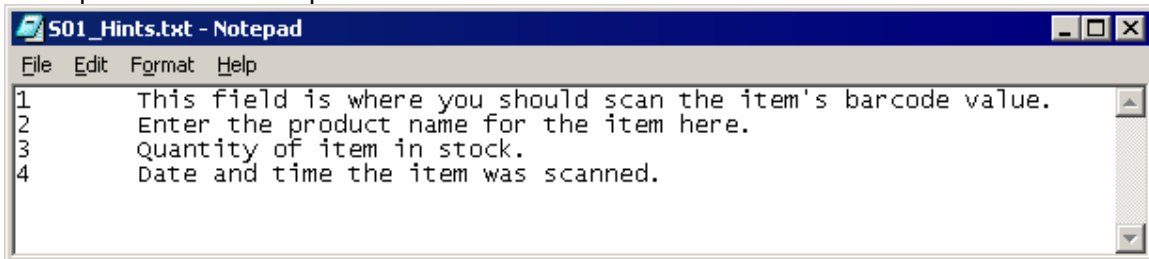 S01_Hints.txt - Notepad
File Edit Format Help
1 This field is where you should scan the item's barcode value.
2 Enter the product name for the item here.
3 Quantity of item in stock.
4 Date and time the item was scanned.